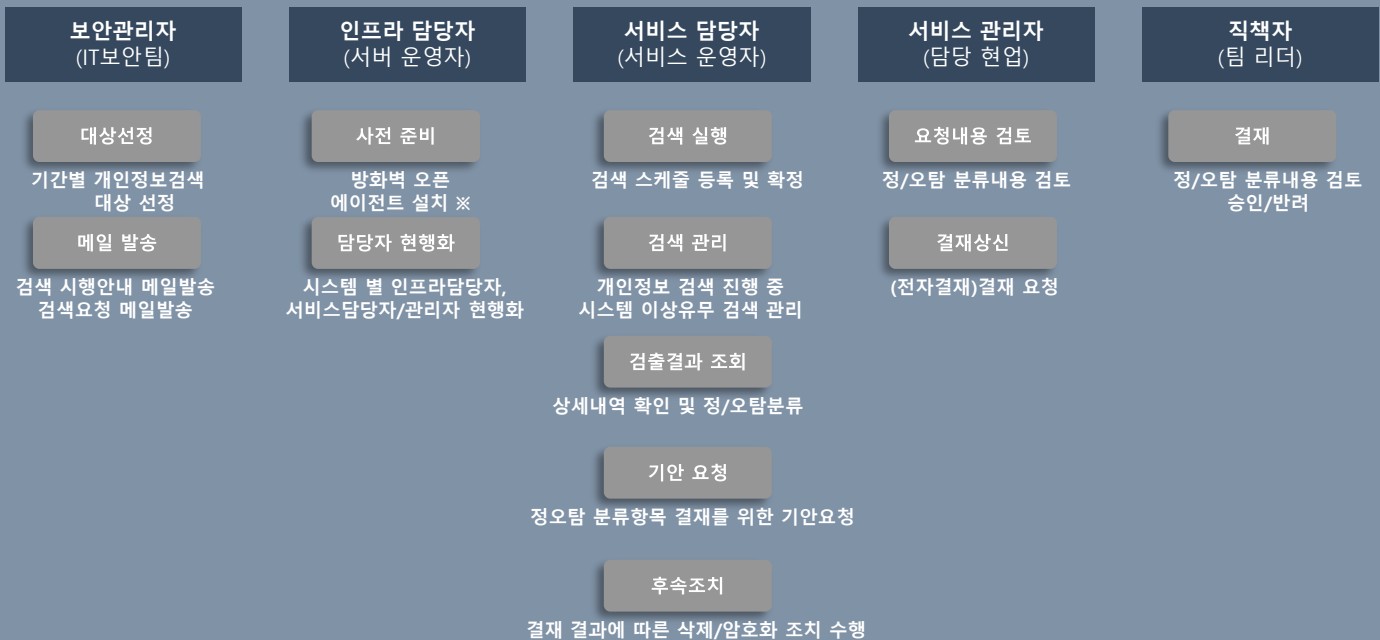 보안관리자
(IT보안팀)
인프라 담당자
(서버 운영자)
서비스 담당자
(서비스 운영자)
서비스 관리자
(담당 현업)
직책자
(팀 리더)
대상선정
기간별 개인정보검색
대상 선정
메일 발송
검색 시행안내 메일발송
검색요청 메일발송
사전 준비
방화벽 오픈
에이전트 설치 ※
담당자 현행화
시스템 별 인프라담당자,
서비스담당자/관리자 현행화
검색 실행
검색 스케줄 등록 및 확정
검색 관리
개인정보 검색 진행 중
시스템 이상유무 검색 관리
검출결과 조회
상세내역 확인 및 정/오탐분류
기안 요청
정오탐 분류항목 결재를 위한 기안요청
후속조치
결재 결과에 따른 삭제/암호화 조치 수행
요청내용 검토
정/오탐 분류내용 검토
결재상신
(전자결재)결재 요청
결재
정/오탐 분류내용 검토
승인/반려